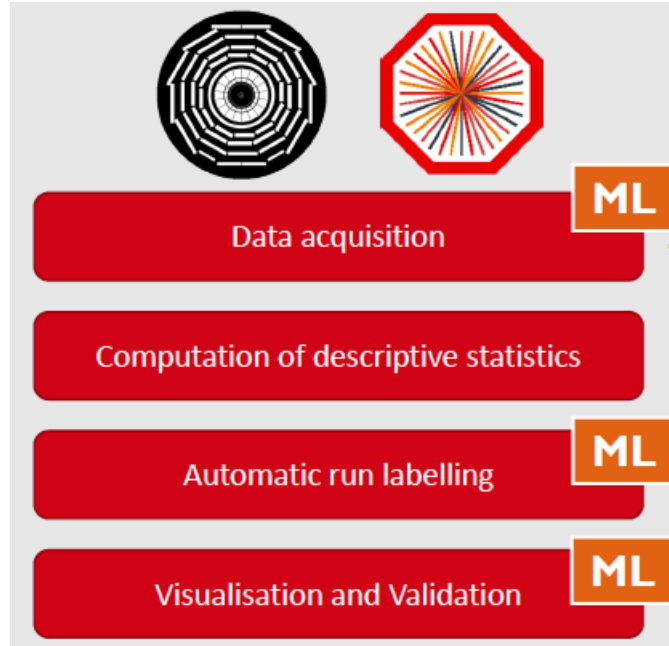 ML
Data acquisition
Computation of descriptive statistics
ML
Automatic run labelling
ML
Visualisation and Validation